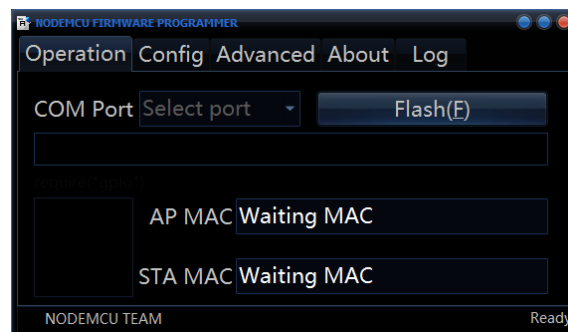 NODEMCU FIRMWARE PROGRAMMER
Operation Config Advanced About Log
COM Port Select port Flash(F)
AP MAC Waiting MAC
STA MAC Waiting MAC
NODEMCU TEAM Ready